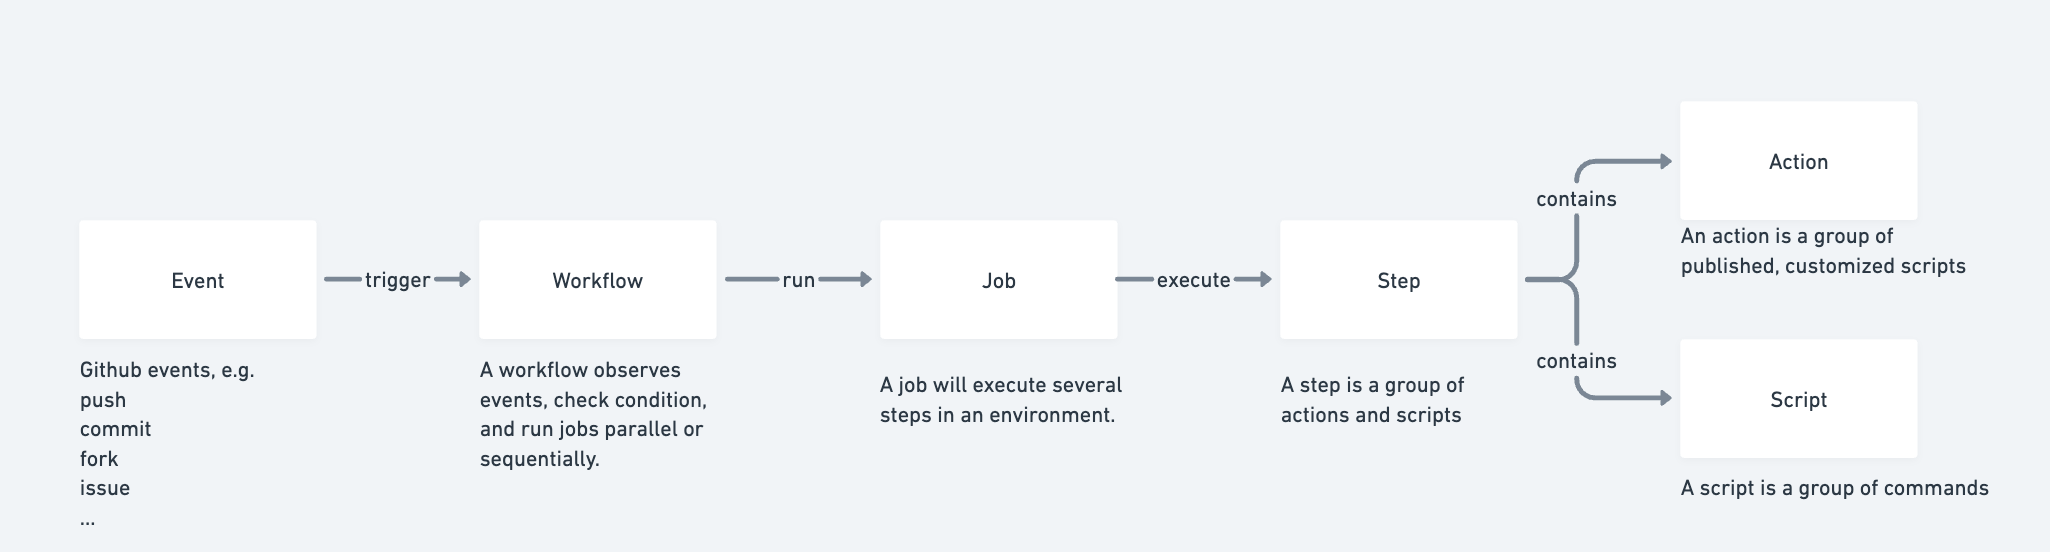 Event
trigger
Workflow
run
Job
execute
Step
contains
Action
An action is a group of
published, customized scripts
contains
Script
A script is a group of commands
Github events, e.g.
push
commit
fork
issue
...
A workflow observes
events, check condition,
and run jobs parallel or
sequentially.
A job will execute several
steps in an environment.
A step is a group of
actions and scripts